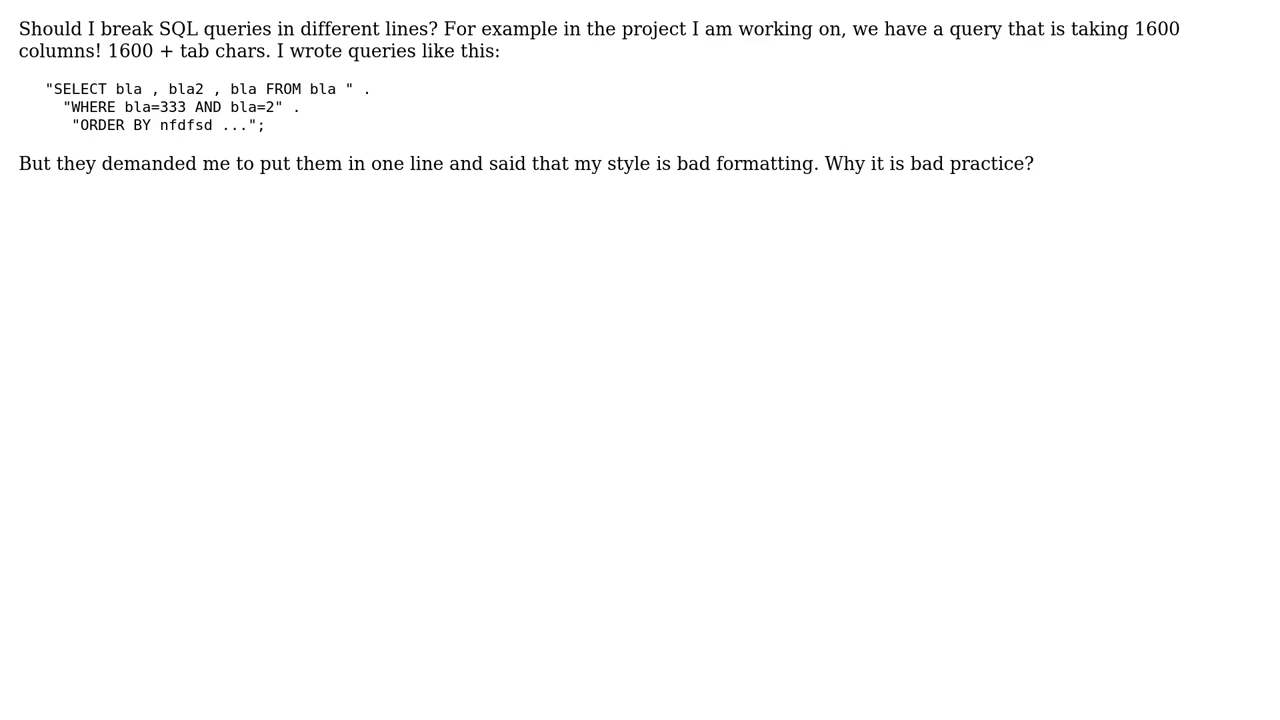 Should I break SQL queries in different lines? For example in the project I am working on, we have a query that is taking 1600
columns! 1600 + tab chars. I wrote queries like this:
"SELECT bla , bla2 , bla FROM bla " .
"WHERE bla=333 AND bla=2" .
"ORDER BY nfdfsd ...";
But they demanded me to put them in one line and said that my style is bad formatting. Why it is bad practice?